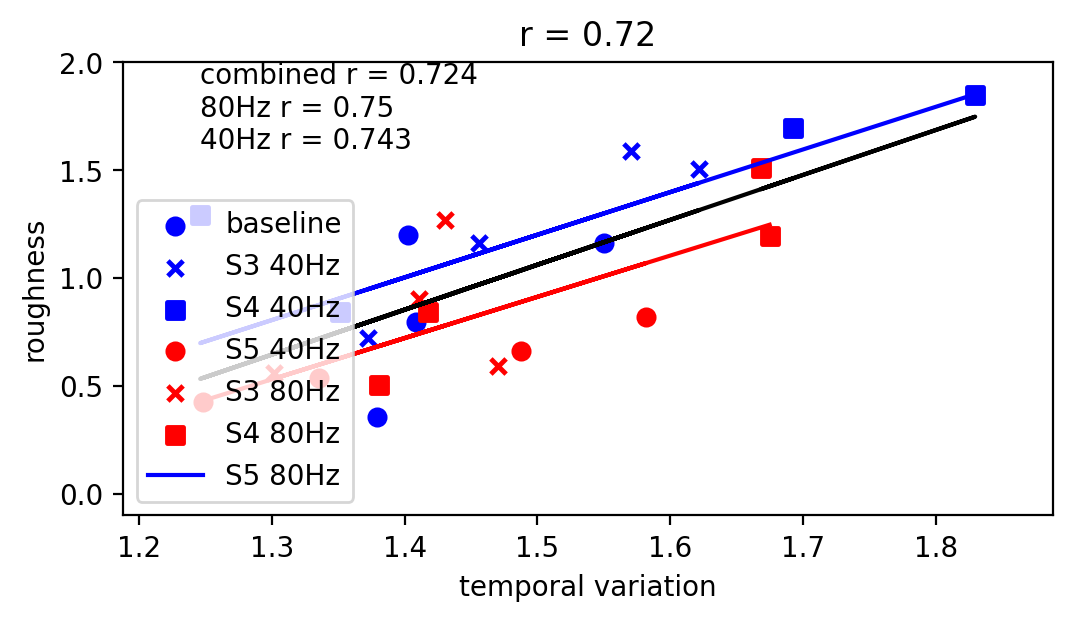 r = 0.72
combined r = 0.724
80Hz r = 0.75
40Hz r = 0.743
roughness
2.0
1.5
1.0
0.5
0.0
baseline
S3 40Hz
S4 40Hz
S5 40Hz
S3 80Hz
S4 80Hz
S5 80Hz
1.2 1.3 1.4 1.5 1.6 1.7 1.8
temporal variation